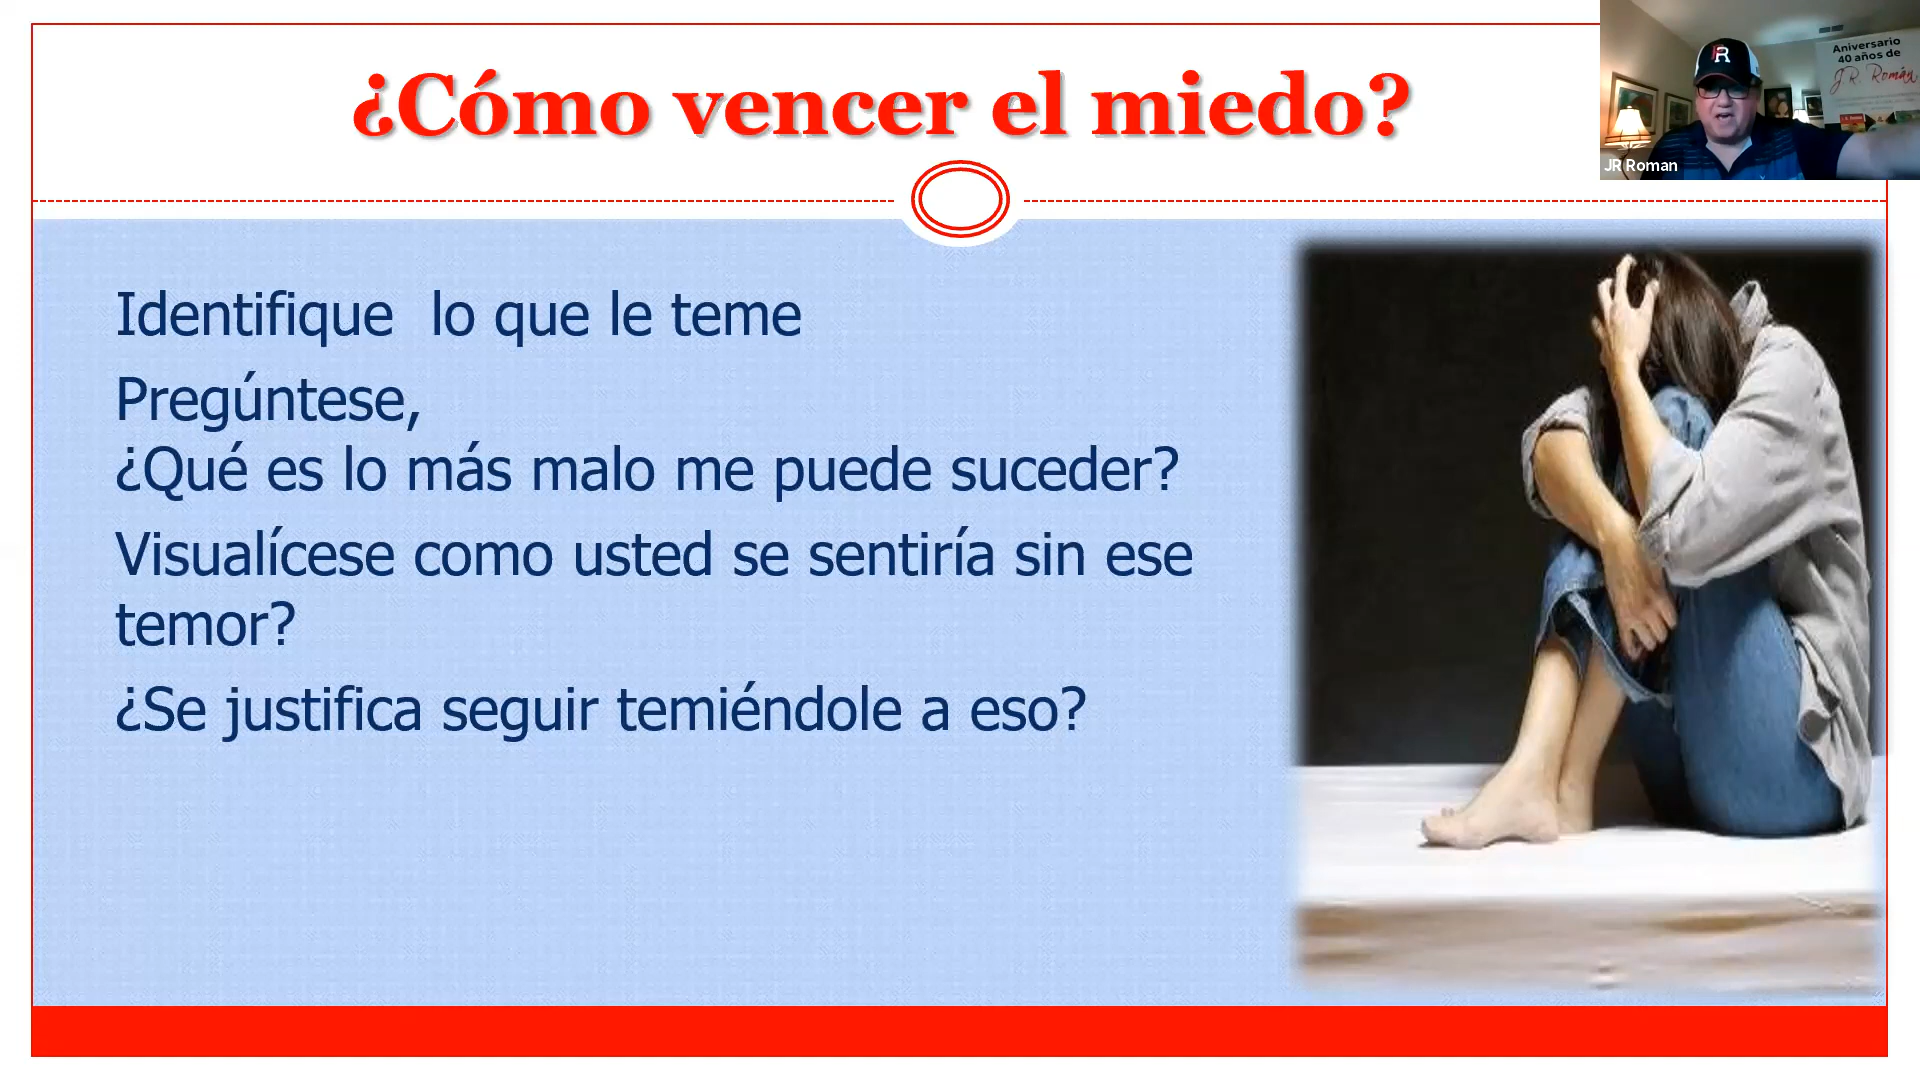 ¿Cómo vencer el miedo?
Aniversario
40 años de
J.R. Román
R
JR Roman
Identifique  lo que le teme
Pregúntese,
¿Qué es lo más malo me puede suceder?
Visualícese como usted se sentiría sin ese
temor?
¿Se justifica seguir temiéndole a eso?